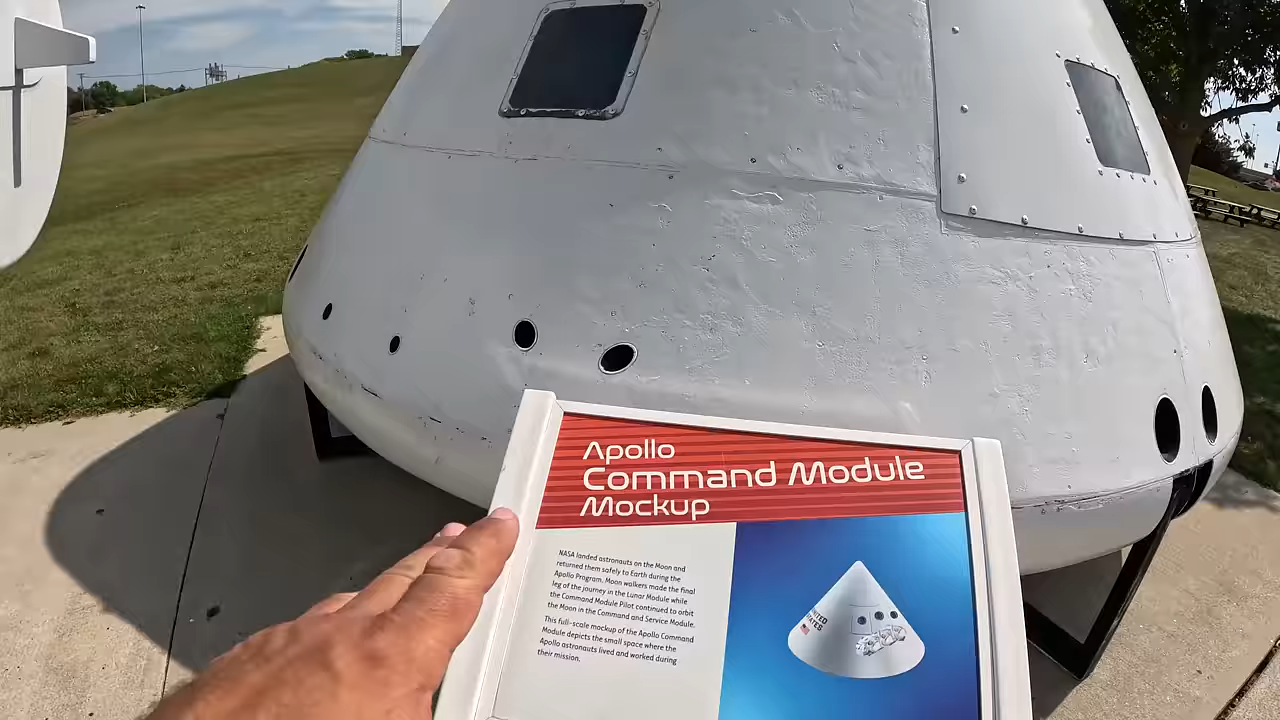 Apollo
Command Module
Mockup
NASA landed astronauts on the Moon and
returned them safely to Earth during the
Apollo Program. Moon walkers made the final
leg of the journey in the Lunar Module while
the Command Module Pilot continued to orbit
the Moon in the Command and Service Module.
This full-scale mockup of the Apollo Command
Module depicts the small space where the
Apollo astronauts lived and worked during
their mission.
UNITED
STATES